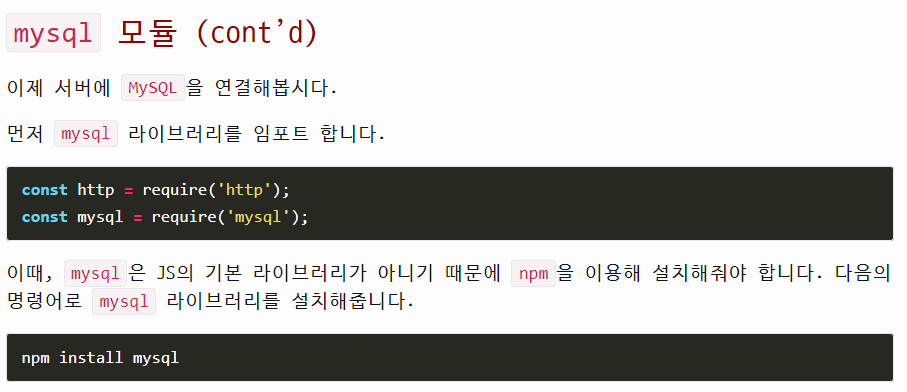 mysql 모듈 (cont’d)
이제 서버에 MySQL을 연결해봅시다.
먼저 mysql 라이브러리를 임포트 합니다.
const http = require('http');
const mysql = require('mysql');
이때, mysql은 JS의 기본 라이브러리가 아니기 때문에 npm을 이용해 설치해줘야 합니다. 다음의
명령어로 mysql 라이브러리를 설치해줍니다.
npm install mysql